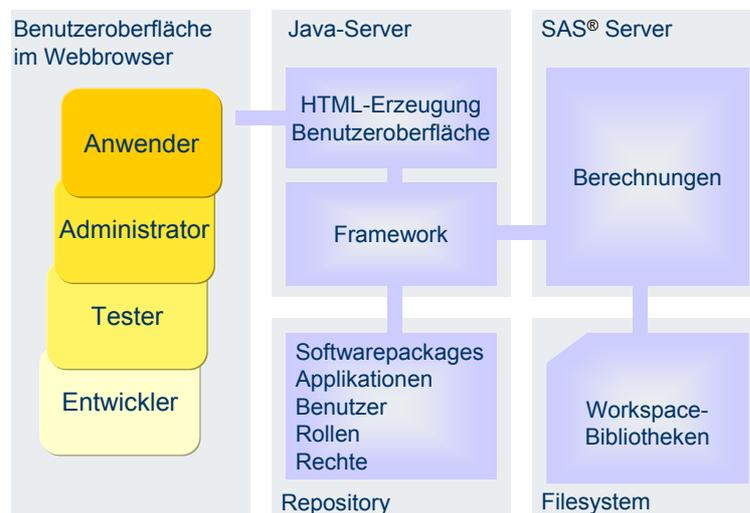 Benutzeroberfläche
im Webbrowser
Anwender
Administrator
Tester
Entwickler
Java-Server
HTML-Erzeugung
Benutzeroberfläche
Framework
Softwarepackages
Applikationen
Benutzer
Rollen
Rechte
Repository
SAS® Server
Berechnungen
Workspace-
Bibliotheken
Filesystem